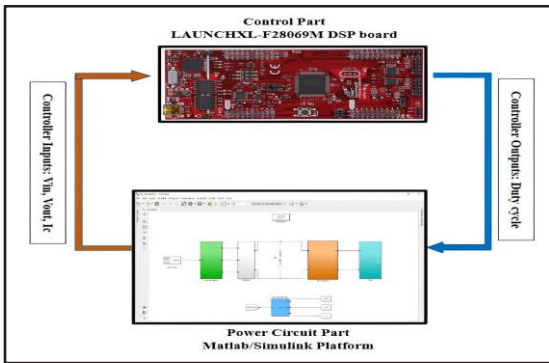 Control Part
LAUNCHXL-F28069M DSP board
Controller Inputs: Vin, Vout, Ic
Controller Outputs: Duty cycle
Power Circuit Part
Matlab/Simulink Platform